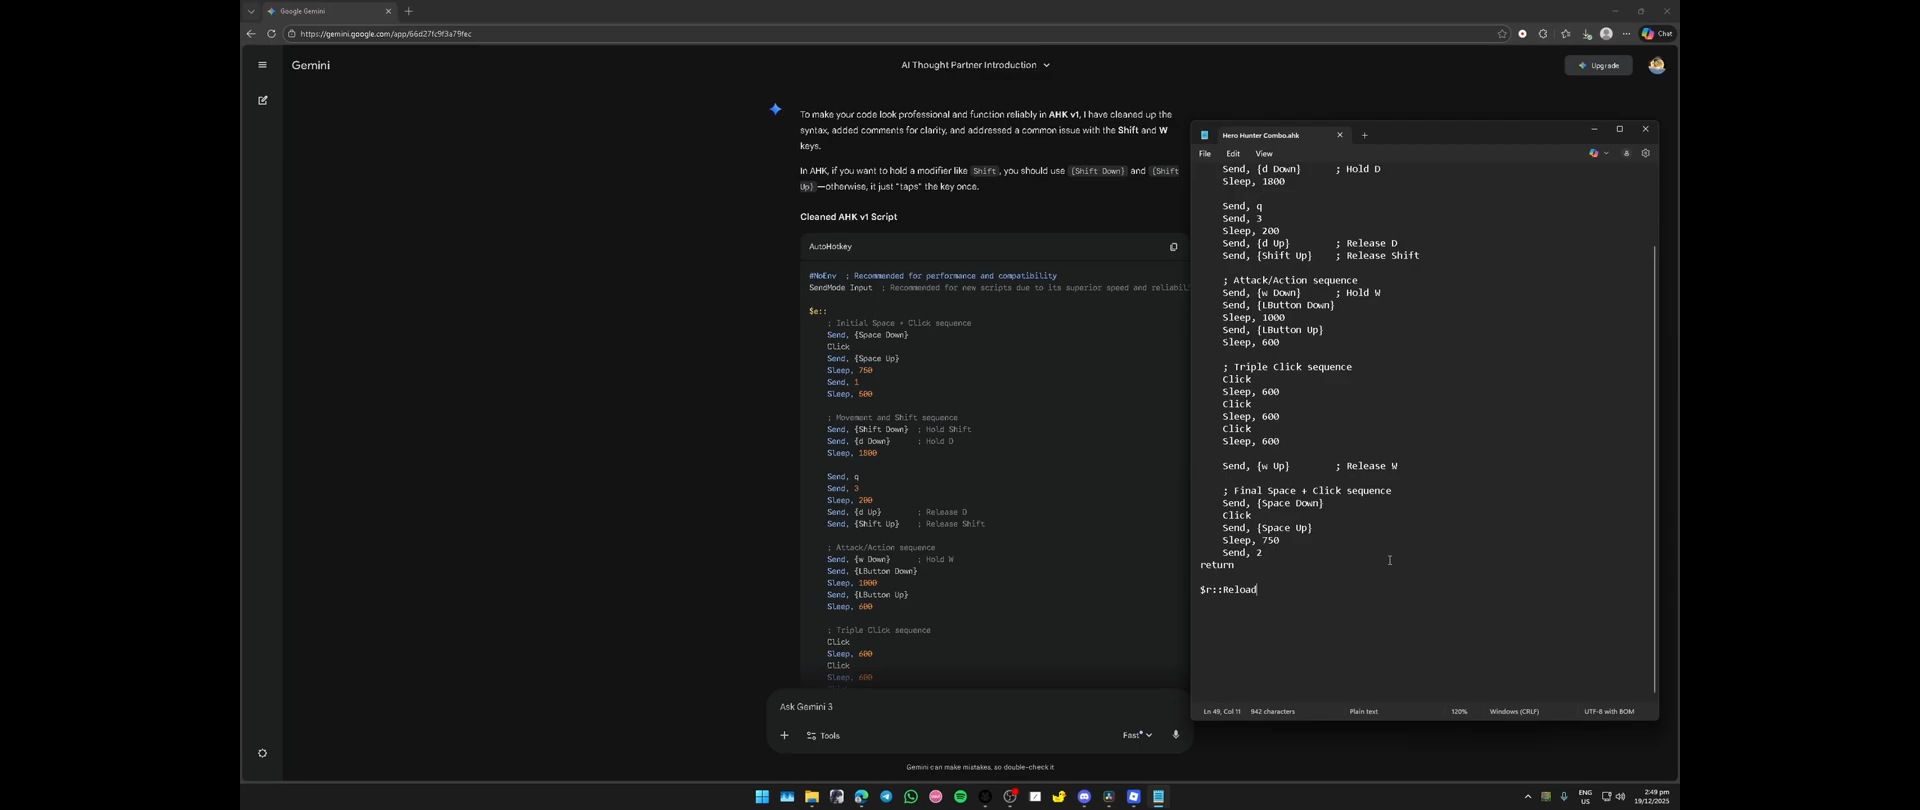 Google Gemini
https://gemini.google.com/app/66d27fc9f3a79fec
Chat
Gemini
AI Thought Partner Introduction
Upgrade
To make your code look professional and function reliably in AHK v1, I have cleaned up the
syntax, added comments for clarity, and addressed a common issue with the Shift and W
keys.
In AHK, if you want to hold a modifier like Shift, you should use {Shift Down} and {Shift
Up}—otherwise, it just "taps" the key once.
Cleaned AHK v1 Script
AutoHotkey
#NoEnv ; Recommended for performance and compatibility
SendMode Input ; Recommended for new scripts due to its superior speed and reliabil
$e::
; Initial Space + Click sequence
Send, {Space Down}
Click
Send, {Space Up}
Sleep, 750
Send, 1
Sleep, 500
; Movement and Shift sequence
Send, {Shift Down} ; Hold Shift
Send, {d Down} ; Hold D
Sleep, 1800
Send, q
Send, 3
Sleep, 200
Send, {d Up} ; Release D
Send, {Shift Up} ; Release Shift
; Attack/Action sequence
Send, {w Down} ; Hold W
Send, {LButton Down}
Sleep, 1000
Send, {LButton Up}
Sleep, 600
; Triple Click sequence
Click
Sleep, 600
Click
Sleep, 600
Ask Gemini 3
Tools
Fast
Gemini can make mistakes, so double-check it
Hero Hunter Combo.ahk
File Edit View
Send, {d Down} ; Hold D
Sleep, 1800
Send, q
Send, 3
Sleep, 200
Send, {d Up} ; Release D
Send, {Shift Up} ; Release Shift
; Attack/Action sequence
Send, {w Down} ; Hold W
Send, {LButton Down}
Sleep, 1000
Send, {LButton Up}
Sleep, 600
; Triple Click sequence
Click
Sleep, 600
Click
Sleep, 600
Click
Sleep, 600
Send, {w Up} ; Release W
; Final Space + Click sequence
Send, {Space Down}
Click
Send, {Space Up}
Sleep, 750
Send, 2
return
$r::Reload
Ln 49, Col 11 942 characters Plain text 120% Windows (CRLF) UTF-8 with BOM
ENG
US
2:49 pm
19/12/2025